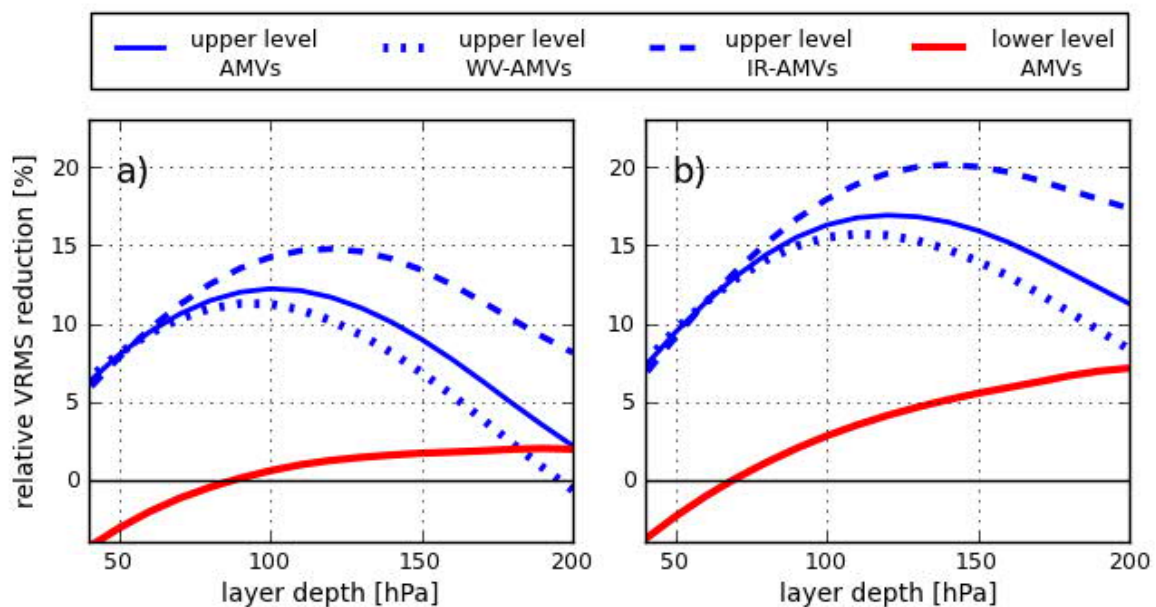 upper level
AMVs
upper level
WV-AMVs
upper level
IR-AMVs
lower level
AMVs
relative VRMS reduction [%]
a)
20
15
10
5
0
50
100
150
200
layer depth [hPa]
b)
20
15
10
5
0
50
100
150
200
layer depth [hPa]